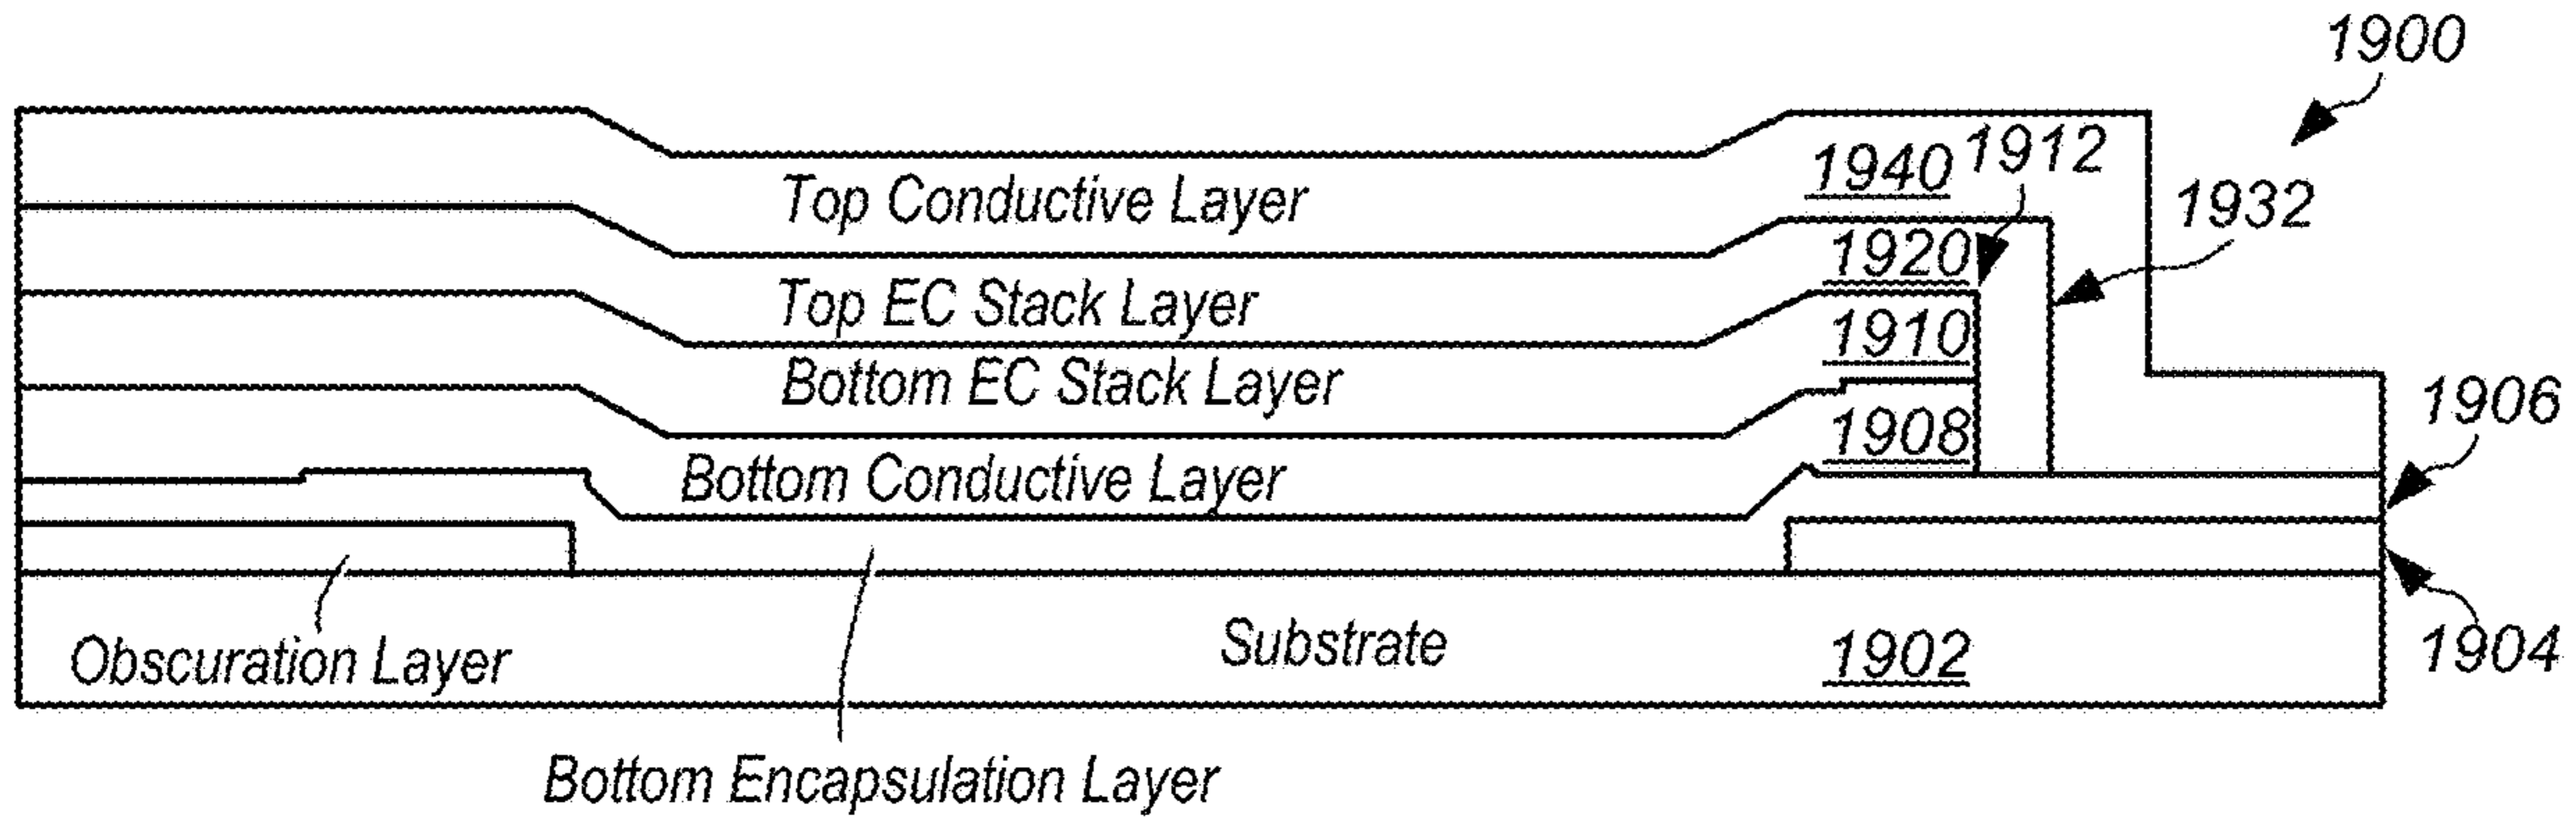 1900
1940
1912
Top Conductive Layer
1932
1920
Top EC Stack Layer
1910
Bottom EC Stack Layer
1906
1908
Bottom Conductive Layer
Obscuration Layer
Substrate
1902
1904
Bottom Encapsulation Layer